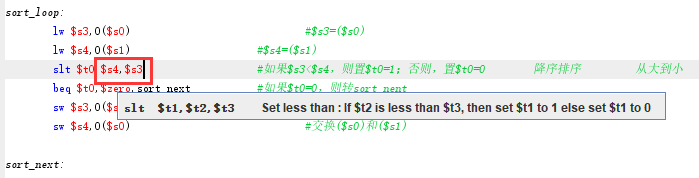 sort_loop:
lw $s3,0($s0) #$s3=($s0)
lw $s4,0($s1) #$s4=($s1)
slt $t0,$s4,$s3 #如果$s3<$s4，则置$t0=1；否则，置$t0=0 降序排序 从大到小
beq $t0,$zero,sort_next #如果$t0=0，则转sort_nent
sw $s3,0($s
slt $t1,$t2,$t3 Set less than : If $t2 is less than $t3, then set $t1 to 1 else set $t1 to 0
sw $s4,0($s0) #交换($s0)和($s1)
sort_next: